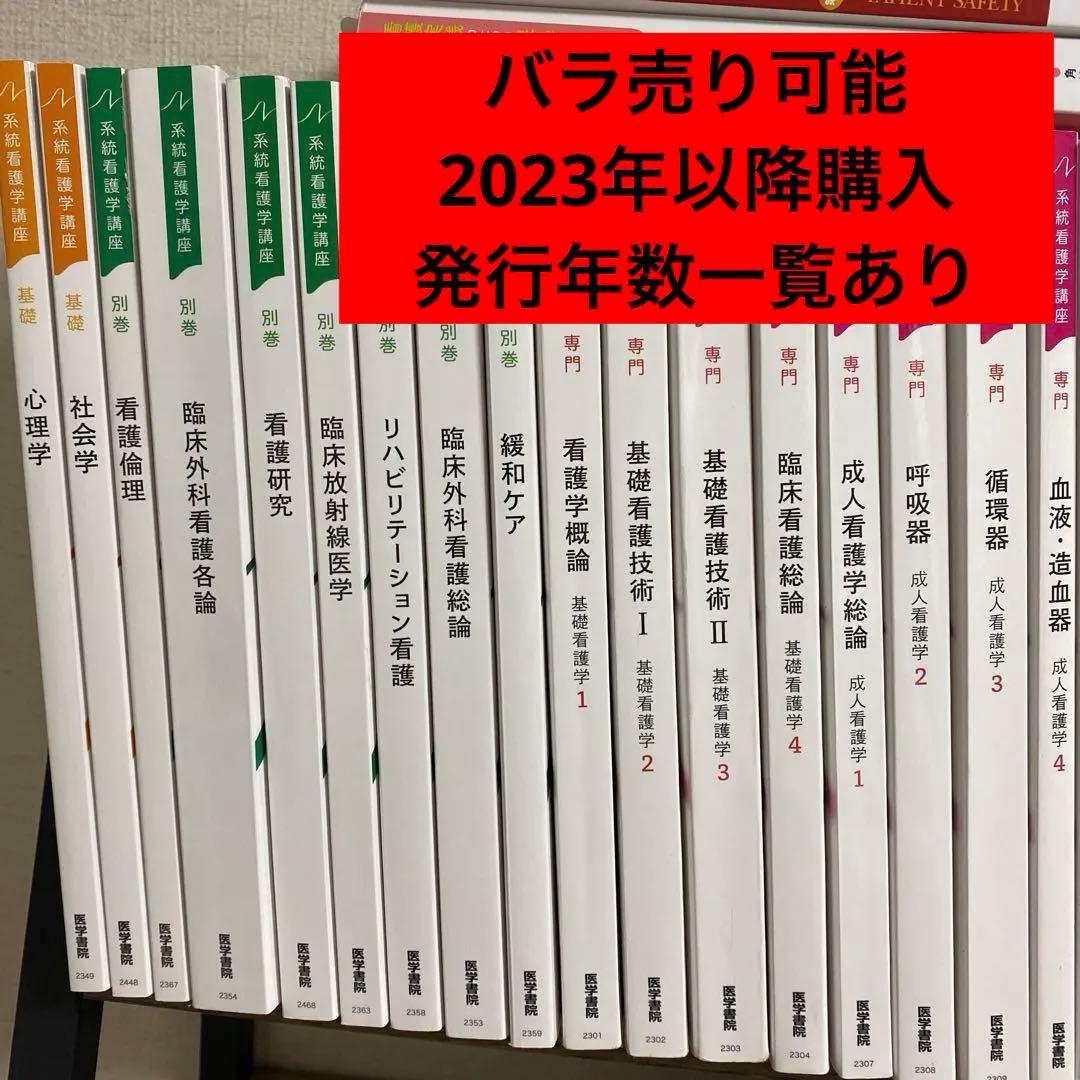 PATIENT SAFETY
バラ売り可能
2023年以降購入
発行年数一覧あり
系統看護学講座
基礎
心理学
医学書院
2349
系統看護学講座
基礎
社会学
医学書院
2448
系統看護学講座
別巻
看護倫理
医学書院
2367
系統看護学講座
別巻
臨床外科看護各論
医学書院
2354
系統看護学講座
別巻
看護研究
医学書院
2468
系統看護学講座
別巻
臨床放射線医学
医学書院
2363
別巻
リハビリテーション看護
医学書院
2358
別巻
臨床外科看護総論
医学書院
2353
別巻
緩和ケア
医学書院
2359
専門
看護学概論 基礎看護学 1
医学書院
2301
専門
基礎看護技術 I 基礎看護学 2
医学書院
2302
専門
基礎看護技術 II 基礎看護学 3
医学書院
2303
専門
臨床看護総論 基礎看護学 4
医学書院
2304
専門
成人看護学総論 成人看護学 1
医学書院
2307
専門
呼吸器 成人看護学 2
医学書院
2308
専門
循環器 成人看護学 3
医学書院
2309
系統看護学講座
専門
血液・造血器 成人看護学 4
医学書院